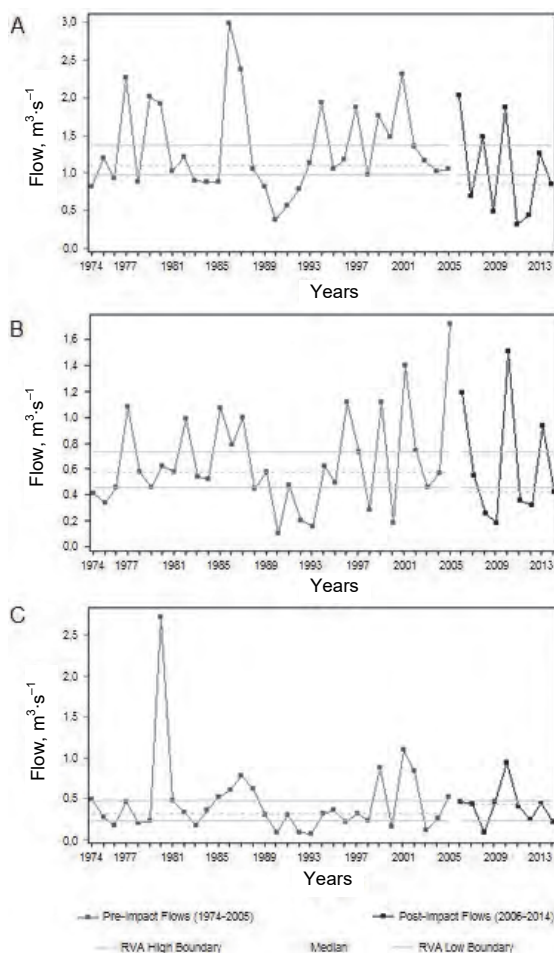 A
3,0
2,5
2,0
1,5
1,0
0,5
0,0
Flow, m³·s⁻¹
1974 1977 1981 1985 1989 1993 1997 2001 2005 2009 2013
Years
B
1,6
1,4
1,2
1,0
0,8
0,6
0,4
0,2
0,0
Flow, m³·s⁻¹
1974 1977 1981 1985 1989 1993 1997 2001 2005 2009 2013
Years
C
2,5
2,0
1,5
1,0
0,5
0,0
Flow, m³·s⁻¹
1974 1977 1981 1985 1989 1993 1997 2001 2005 2009 2013
Years
Pre-Impact Flows (1974-2005) Post-Impact Flows (2006-2014)
RVA High Boundary Median RVA Low Boundary